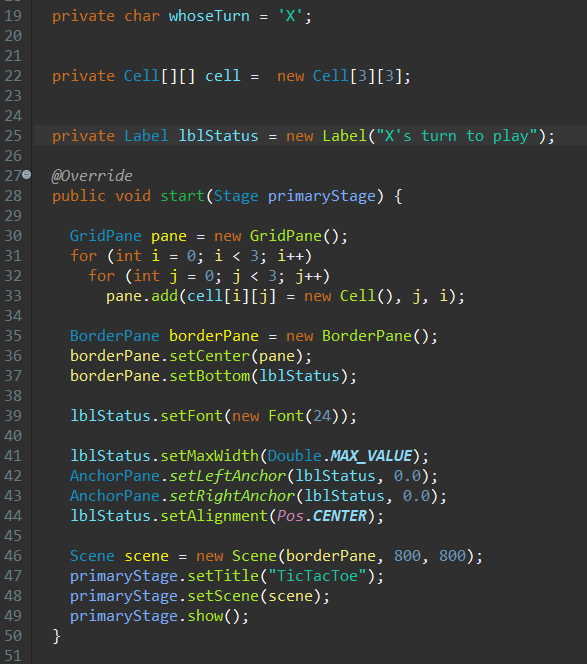 19 private char whoseTurn = 'X';
20
21
22 private Cell[][] cell =  new Cell[3][3];
23
24
25 private Label lblStatus = new Label("X's turn to play");
26
27 @Override
28 public void start(Stage primaryStage) {
29
30 GridPane pane = new GridPane();
31 for (int i = 0; i < 3; i++)
32 for (int j = 0; j < 3; j++)
33 pane.add(cell[i][j] = new Cell(), j, i);
34
35 BorderPane borderPane = new BorderPane();
36 borderPane.setCenter(pane);
37 borderPane.setBottom(lblStatus);
38
39 lblStatus.setFont(new Font(24));
40
41 lblStatus.setMaxWidth(Double.MAX_VALUE);
42 AnchorPane.setLeftAnchor(lblStatus, 0.0);
43 AnchorPane.setRightAnchor(lblStatus, 0.0);
44 lblStatus.setAlignment(Pos.CENTER);
45
46 Scene scene = new Scene(borderPane, 800, 800);
47 primaryStage.setTitle("TicTacToe");
48 primaryStage.setScene(scene);
49 primaryStage.show();
50 }
51